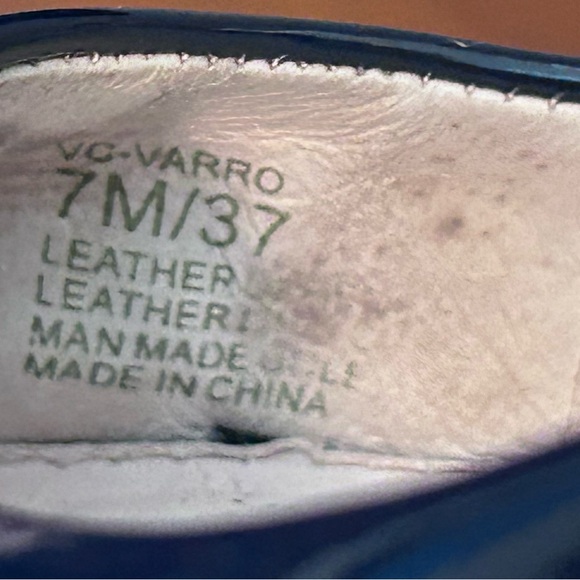 VC-VARRO
7M/37
LEATHER
LEATHER
MAN MADE
MADE IN CHINA